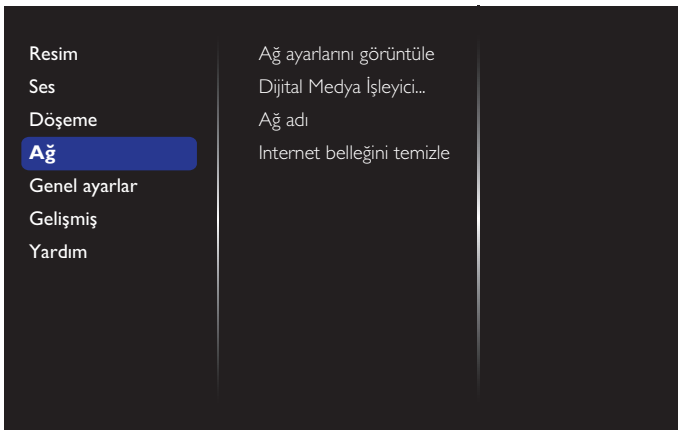 Resim
Ses
Döşeme
Ağ
Genel ayarlar
Gelişmiş
Yardım
Ağ ayarlarını görüntüle
Dijital Medya İşleyici...
Ağ adı
Internet belleğini temizle